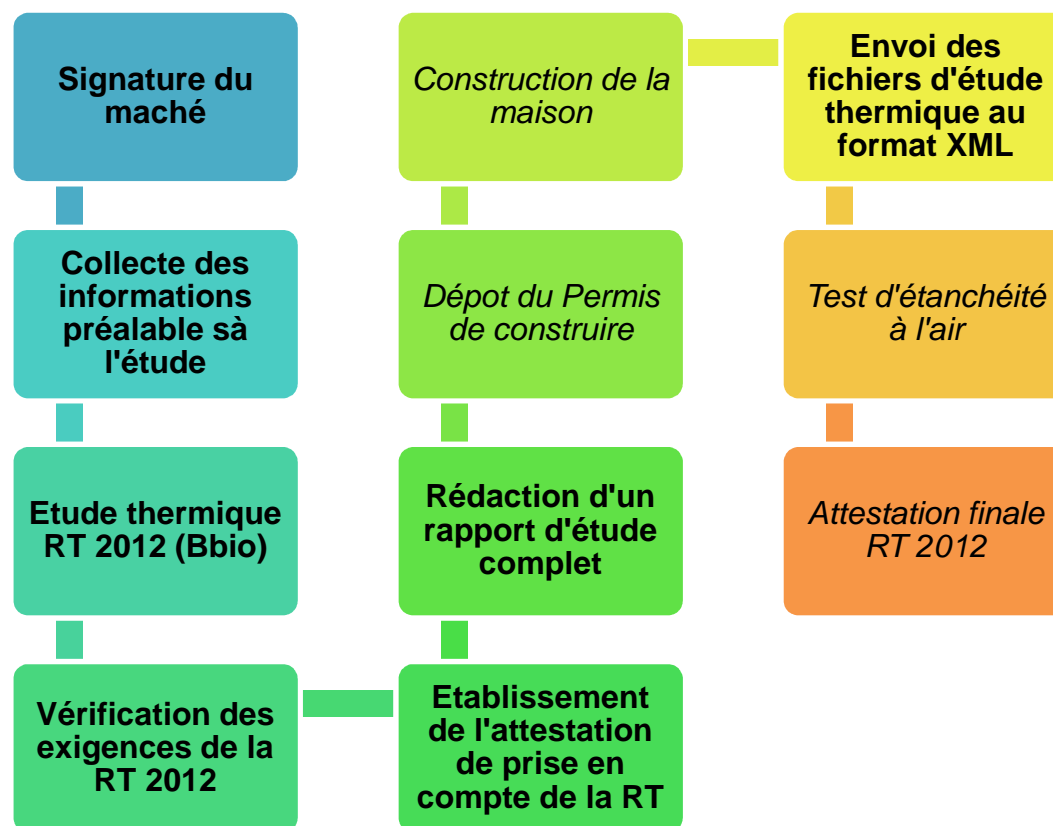 Signature du
maché
Collecte des
informations
préalable sà
l'étude
Etude thermique
RT 2012 (Bbio)
Vérification des
exigences de la
RT 2012
Etablissement
de l'attestation
de prise en
compte de la RT
Rédaction d'un
rapport d'étude
complet
Dépot du Permis
de construire
Construction de la
maison
Envoi des
fichiers d'étude
thermique au
format XML
Test d'étanchéité
à l'air
Attestation finale
RT 2012